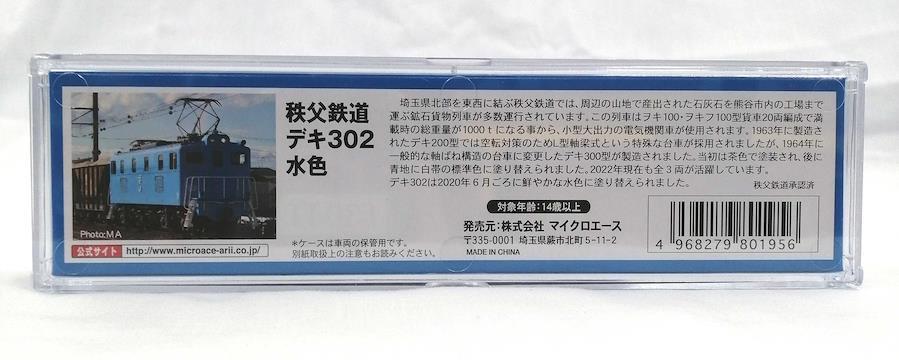 秩父鉄道
デキ302
水色
埼玉県北部を東西に結ぶ秩父鉄道では、周辺の山地で産出された石灰石を熊谷市内の工場まで
運ぶ鉱石貨物列車が多数運行されています。この列車はヲキ100・ヲキフ100型貨車20両編成で満
載時の総重量が1000tになる事から、小型大出力の電気機関車が使用されます。1963年に製造さ
れたデキ200型では空転対策のためL型軸梁式という特殊な台車が採用されましたが、1964年に
一般的な軸ばね構造の台車に変更したデキ300型が製造されました。当初は茶色で塗装され、後に
青地に白帯の標準色に塗り替えられました。2022年現在も全3両が活躍しています。
デキ302は2020年6月ごろに鮮やかな水色に塗り替えられました。
秩父鉄道承認済
Photo:MA
公式サイト http://www.microace-arii.co.jp/
*ケースは車両の保管用です。
別紙取扱上の注意もお読みください。
対象年齢:14歳以上
発売元:株式会社 マイクロエース
〒335-0001 埼玉県蕨市北町5-11-2
MADE IN CHINA
4 968279 801956